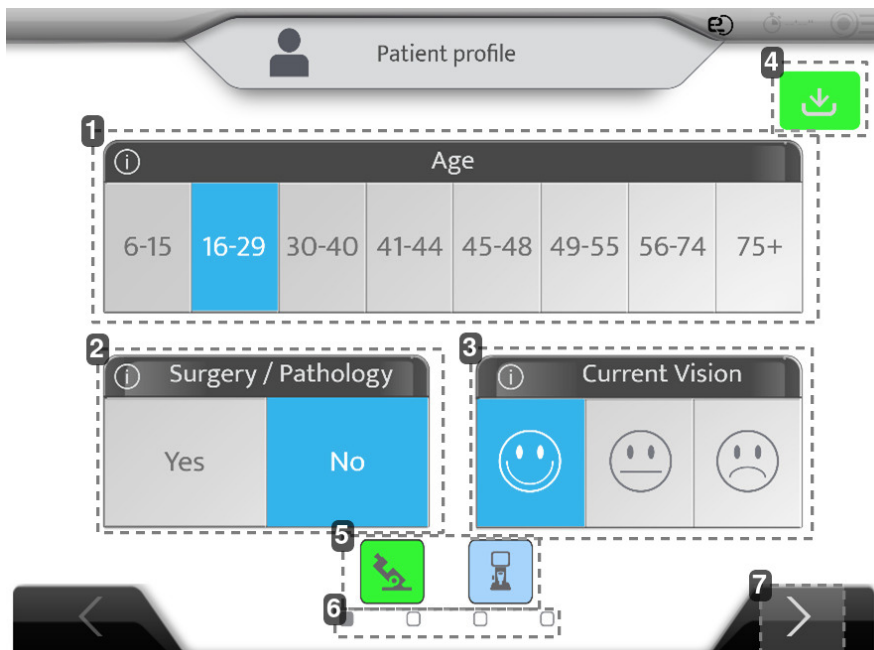 Patient profile
4
1
Age
6-15 16-29 30-40 41-44 45-48 49-55 56-74 75+
2
3
Surgery / Pathology
Current Vision
Yes No
5
6
7